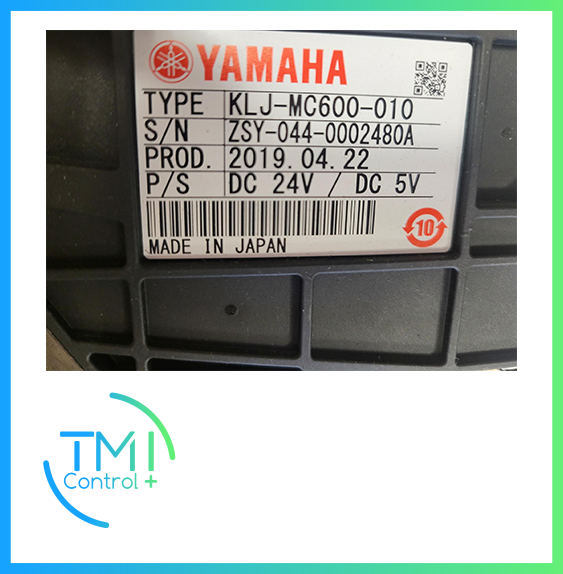 YAMAHA
TYPE KLJ-MC600-010
S/N ZSY-044-0002480A
PROD. 2019.04.22
P/S DC 24V / DC 5V
MADE IN JAPAN
10
TMI
Control +